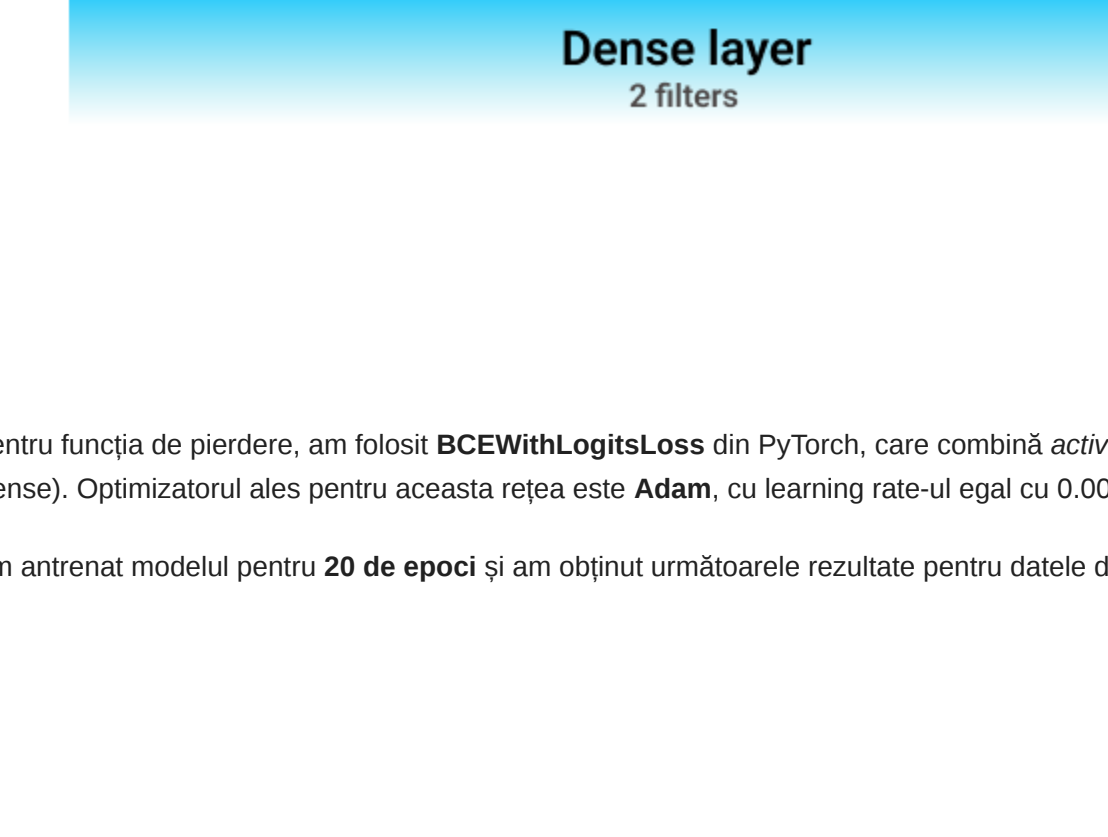 Dense layer
2 filters
entru funcția de pierdere, am folosit BCEWithLogitsLoss din PyTorch, care combină activ
ense). Optimizatorul ales pentru aceasta rețea este Adam, cu learning rate-ul egal cu 0.00
m antrenat modelul pentru 20 de epoci și am obținut următoarele rezultate pentru datele d